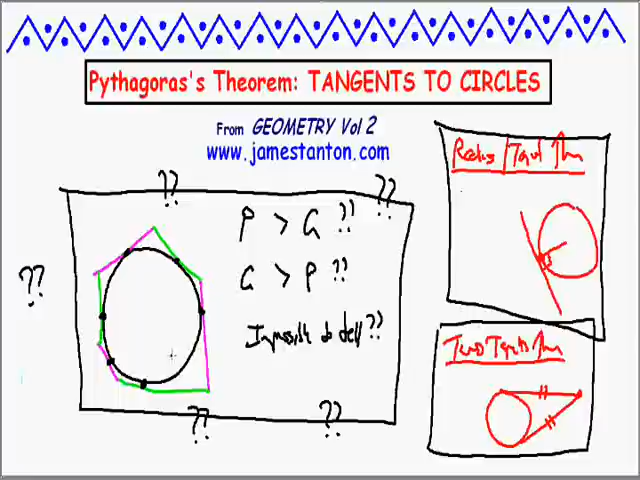 Pythagoras's Theorem: TANGENTS TO CIRCLES
From GEOMETRY Vol 2
www.jamestanton.com
??
??
??
P > G ??
G > P ??
Impossible to tell ??
??
??
Radius / Tangent Thm
Two Tangents Thm